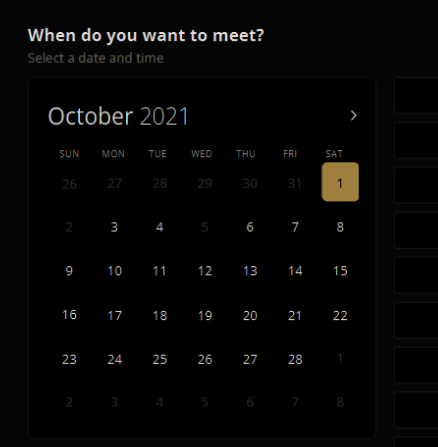 When do you want to meet?
Select a date and time
October 2021 >
SUN MON TUE WED THU FRI SAT
26 27 28 29 30 31 1
2 3 4 5 6 7 8
9 10 11 12 13 14 15
16 17 18 19 20 21 22
23 24 25 26 27 28 1
2 3 4 5 6 7 8